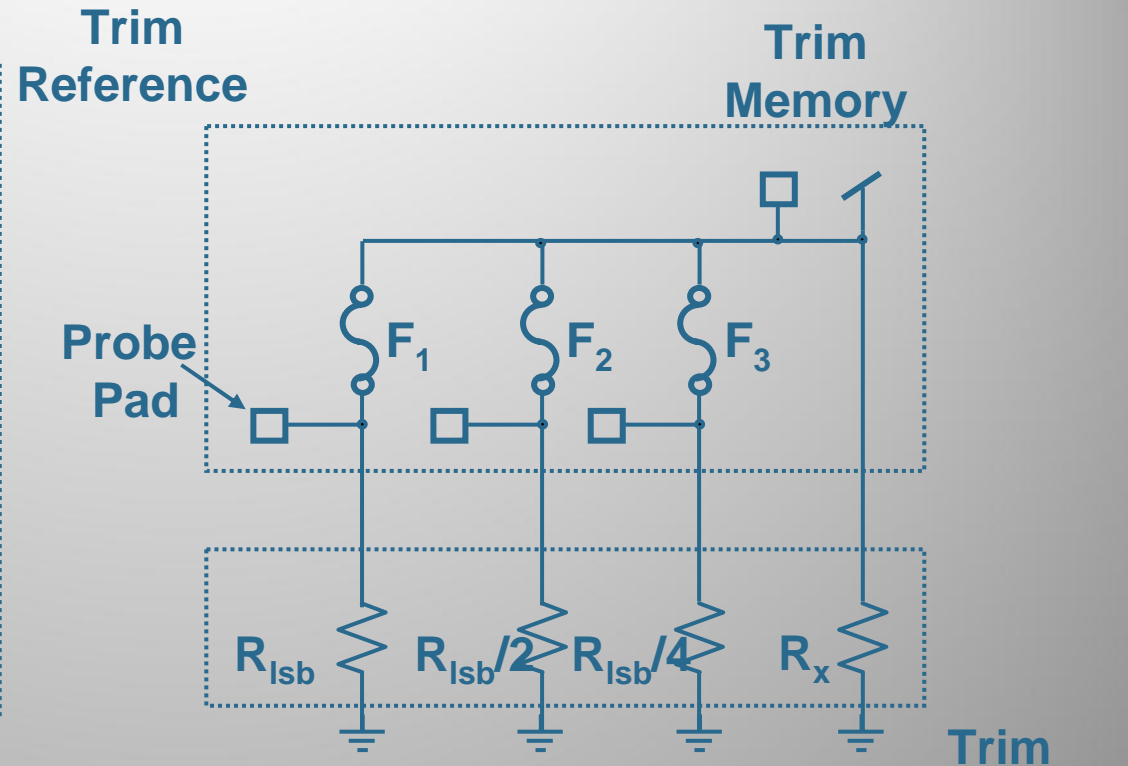 Trim
Reference
Trim
Memory
Probe
Pad
F1
F2
F3
Rlsb
Rlsb/2
Rlsb/4
Rx
Trim